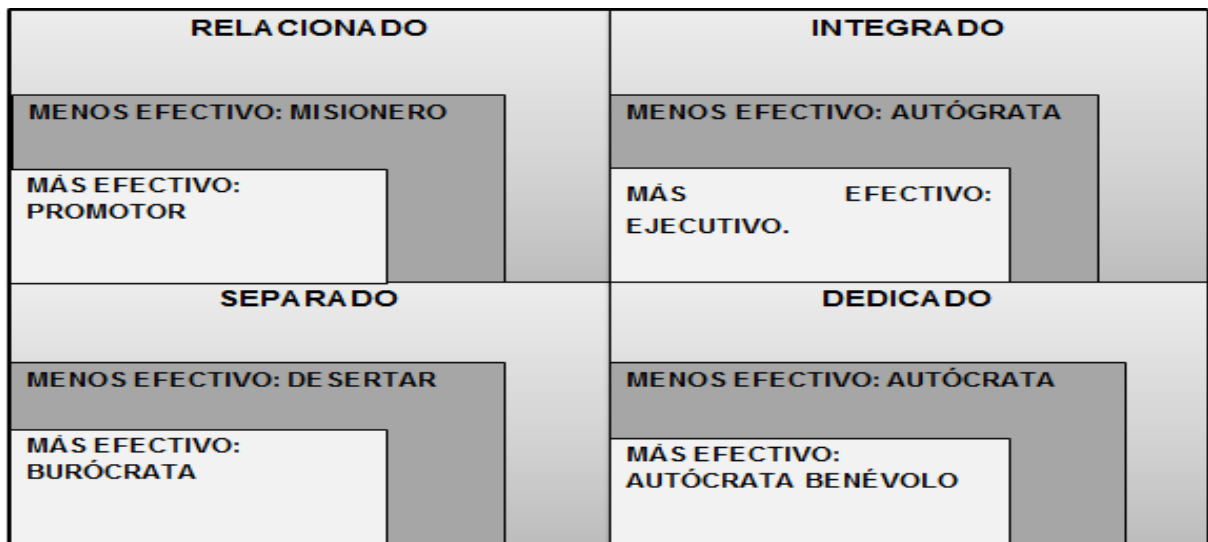 RELACIONADO
MENOS EFECTIVO: MISIONERO
MÁS EFECTIVO:
PROMOTOR
INTEGRADO
MENOS EFECTIVO: AUTÓGRATA
MÁS EFECTIVO:
EJECUTIVO.
SEPARADO
MENOS EFECTIVO: DESERTAR
MÁS EFECTIVO:
BURÓCRATA
DEDICADO
MENOS EFECTIVO: AUTÓCRATA
MÁS EFECTIVO:
AUTÓCRATA BENÉVOLO